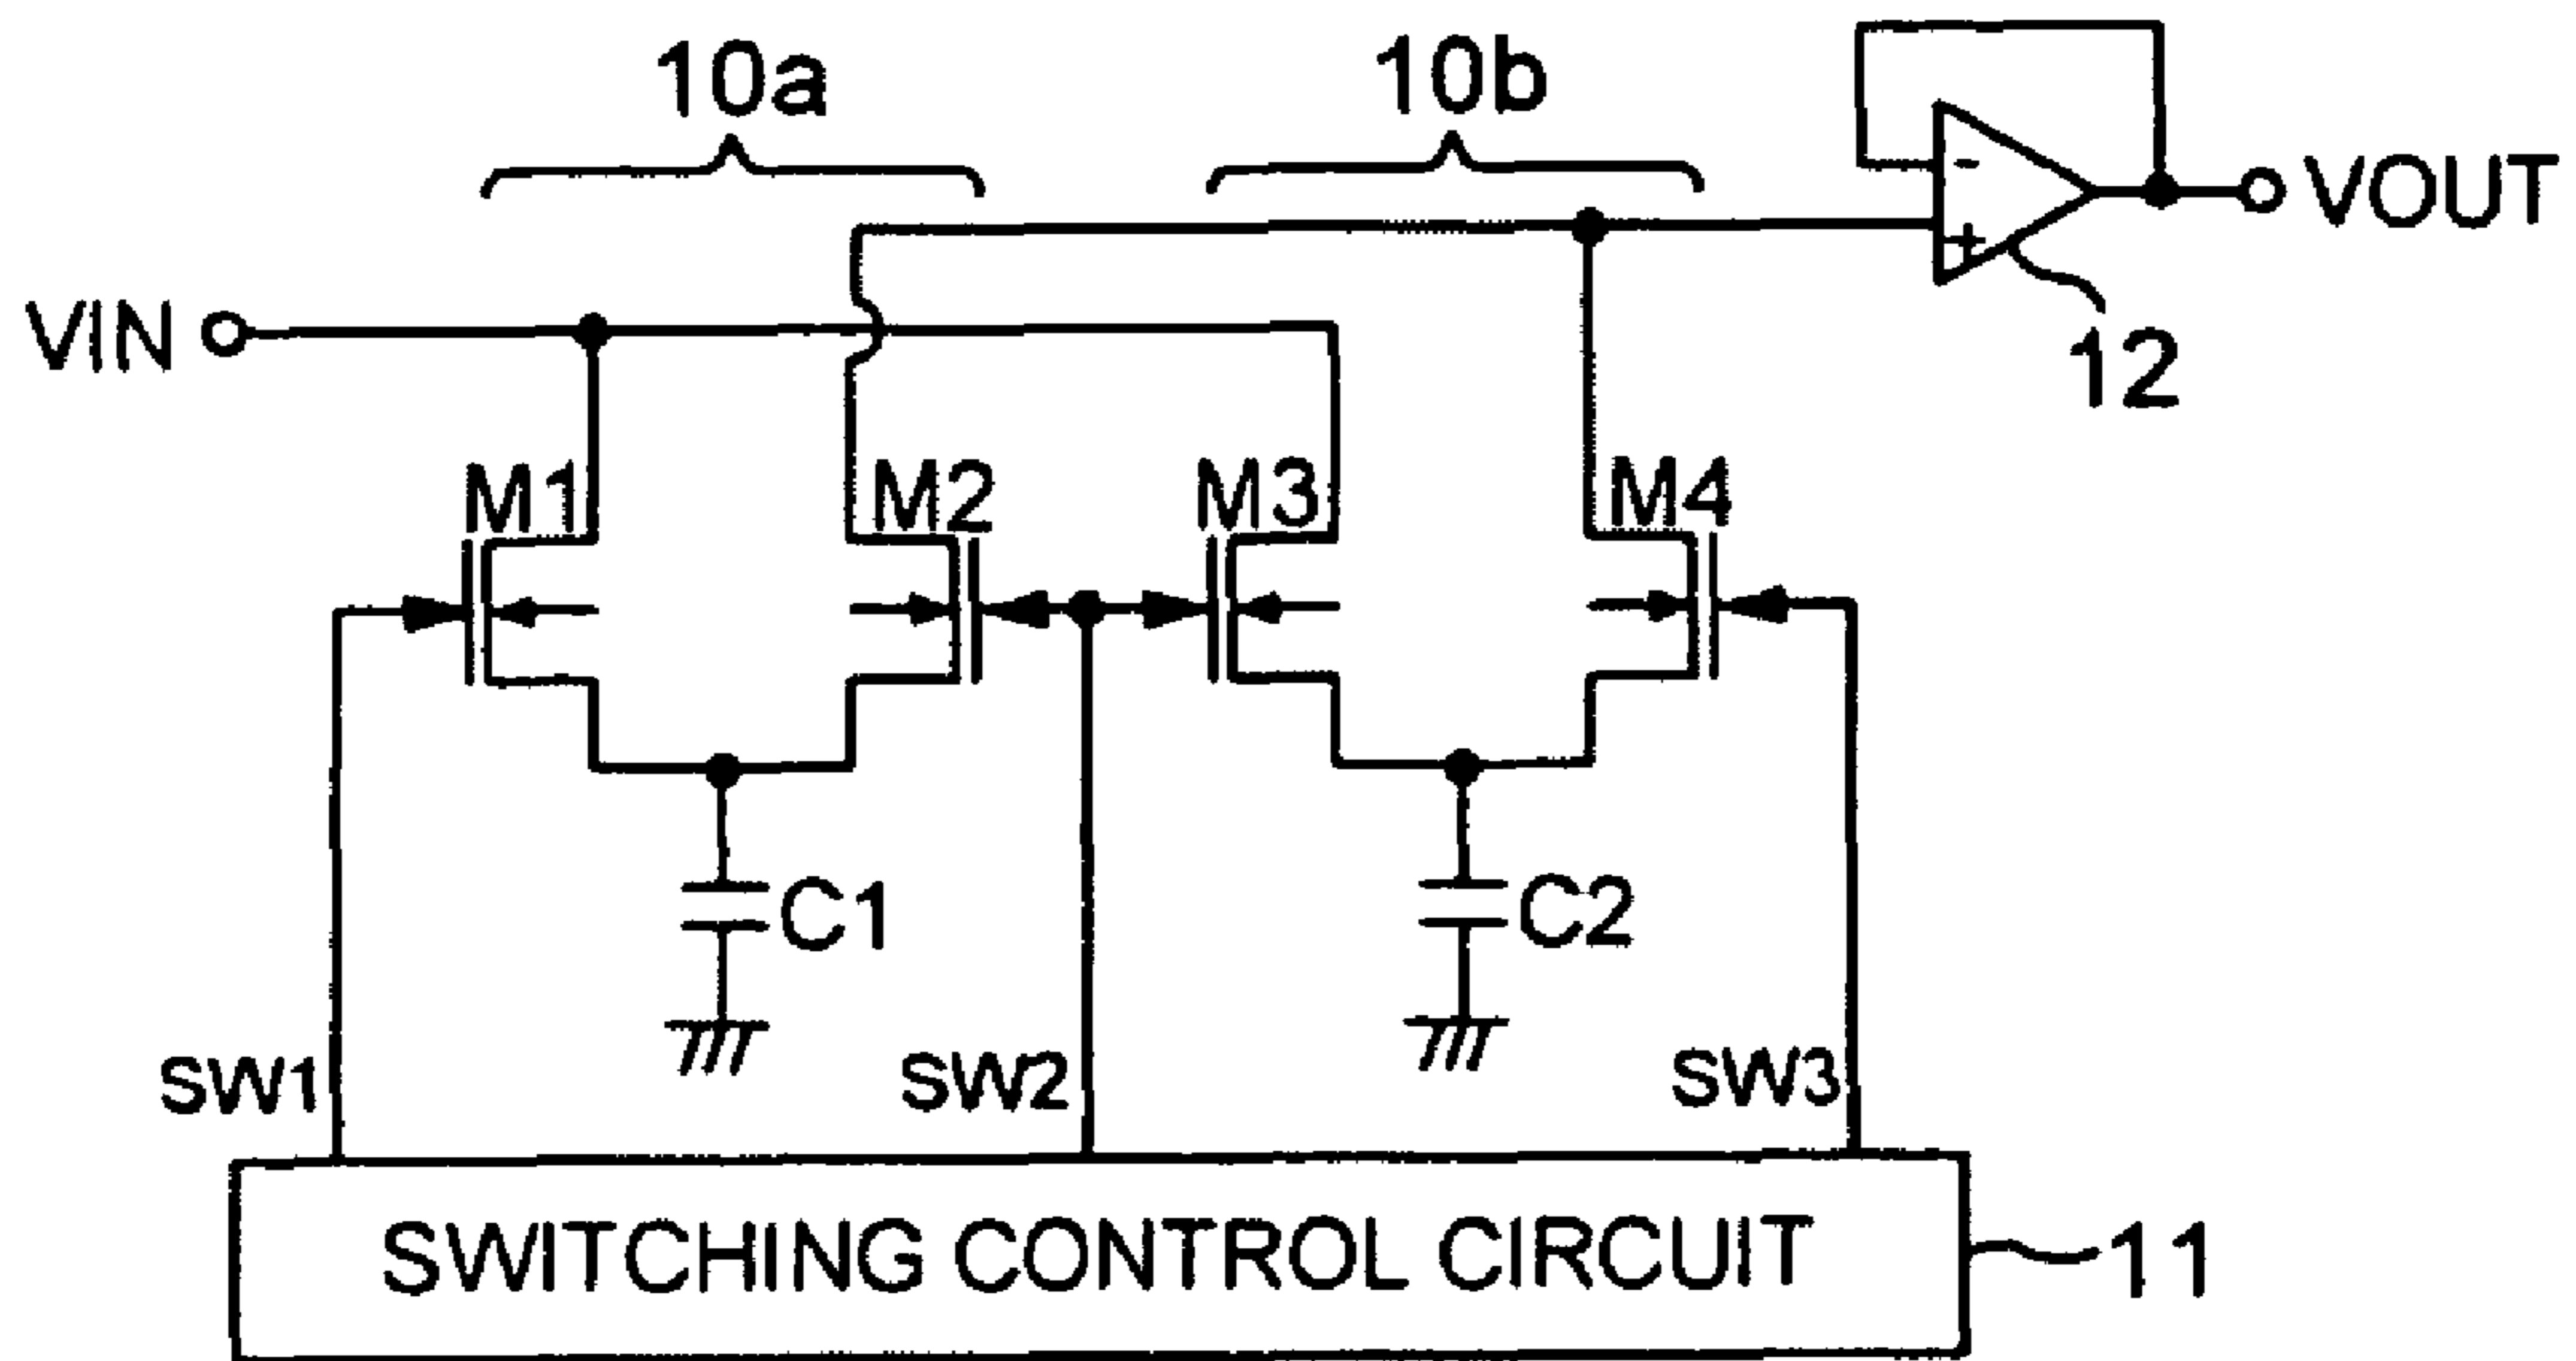 10a
10b
-
+
VOUT
VIN
12
M1
M2
M3
M4
C1
C2
SW1
SW2
SW3
SWITCHING CONTROL CIRCUIT
11